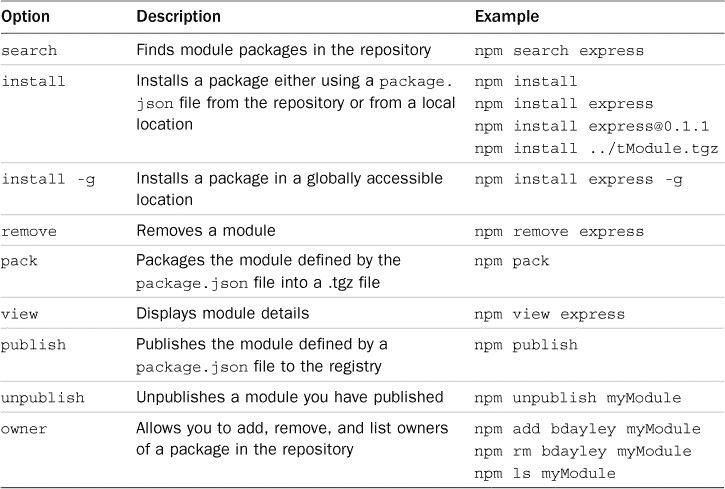 Option Description Example
search Finds module packages in the repository npm search express
install Installs a package either using a package. npm install
json file from the repository or from a local npm install express
location npm install express@0.1.1
npm install ../tModule.tgz
install -g Installs a package in a globally accessible npm install express -g
location
remove Removes a module npm remove express
pack Packages the module defined by the npm pack
package.json file into a .tgz file
view Displays module details npm view express
publish Publishes the module defined by a npm publish
package.json file to the registry
unpublish Unpublishes a module you have published npm unpublish myModule
owner Allows you to add, remove, and list owners npm add bdayley myModule
of a package in the repository npm rm bdayley myModule
npm ls myModule